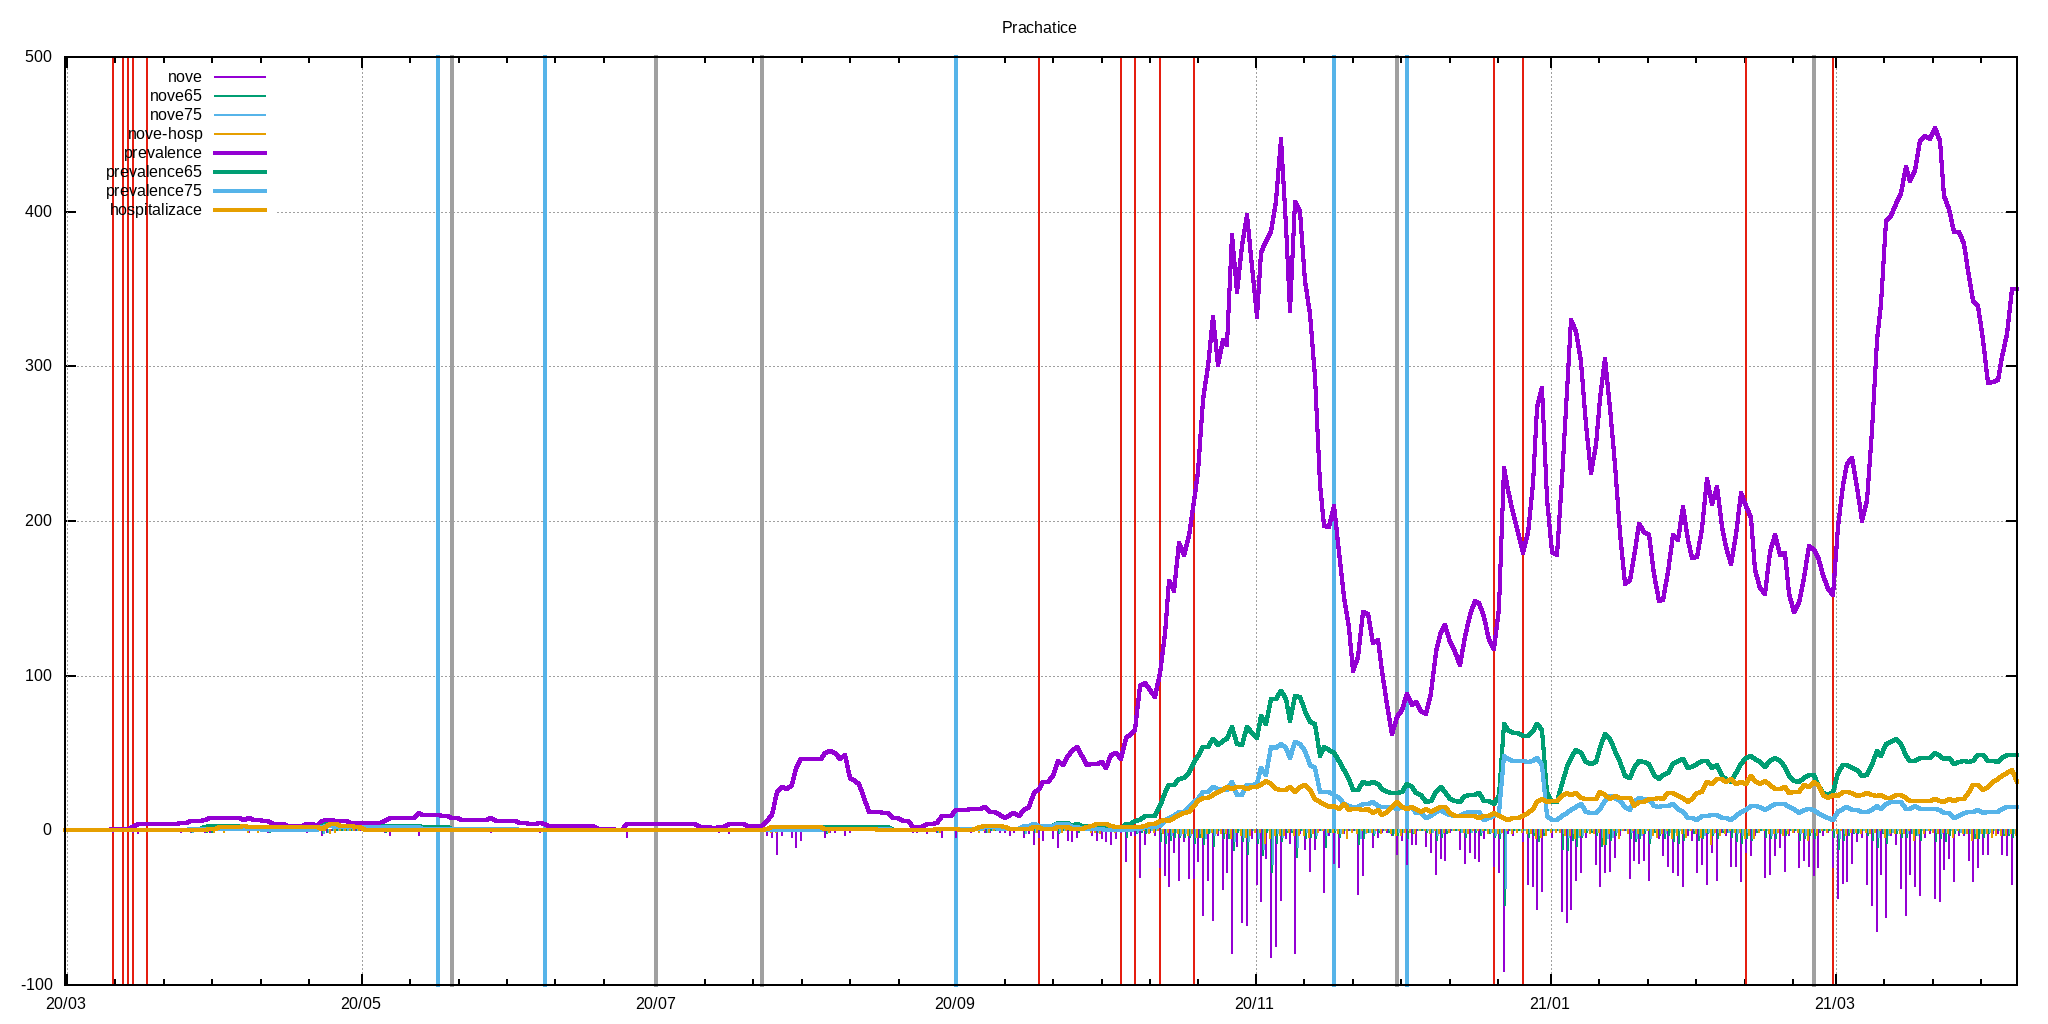 Prachatice
500
nove
nove65
nove75
nove-hosp
prevalence
prevalence65
prevalence75
hospitalizace
400
300
200
100
0
-100
20/03 20/05 20/07 20/09 20/11 21/01 21/03